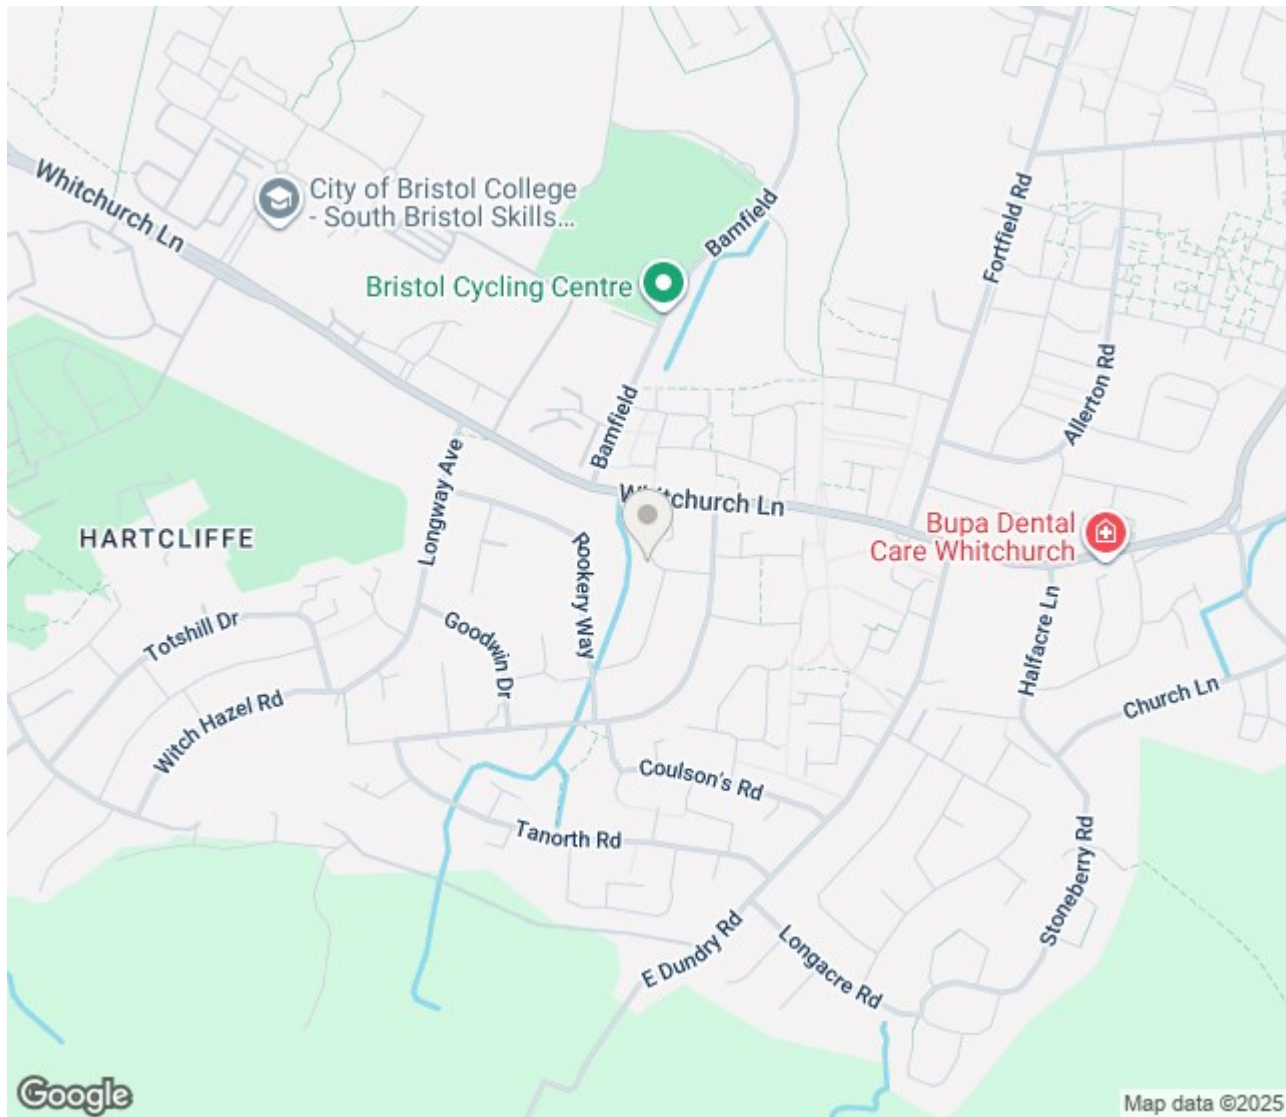 Whitchurch Ln
City of Bristol College
- South Bristol Skills...
Bamfield
Fortfield Rd
Bristol Cycling Centre
Allerton Rd
Bamfield
Longway Ave
Whitchurch Ln
Bupa Dental
Care Whitchurch
HARTCLIFFE
Rookery Way
Totshill Dr
Goodwin Dr
Halfacre Ln
Church Ln
Witch Hazel Rd
Coulson's Rd
Tanorth Rd
Stoneberry Rd
E Dundry Rd
Longacre Rd
Google
Map data ©2025